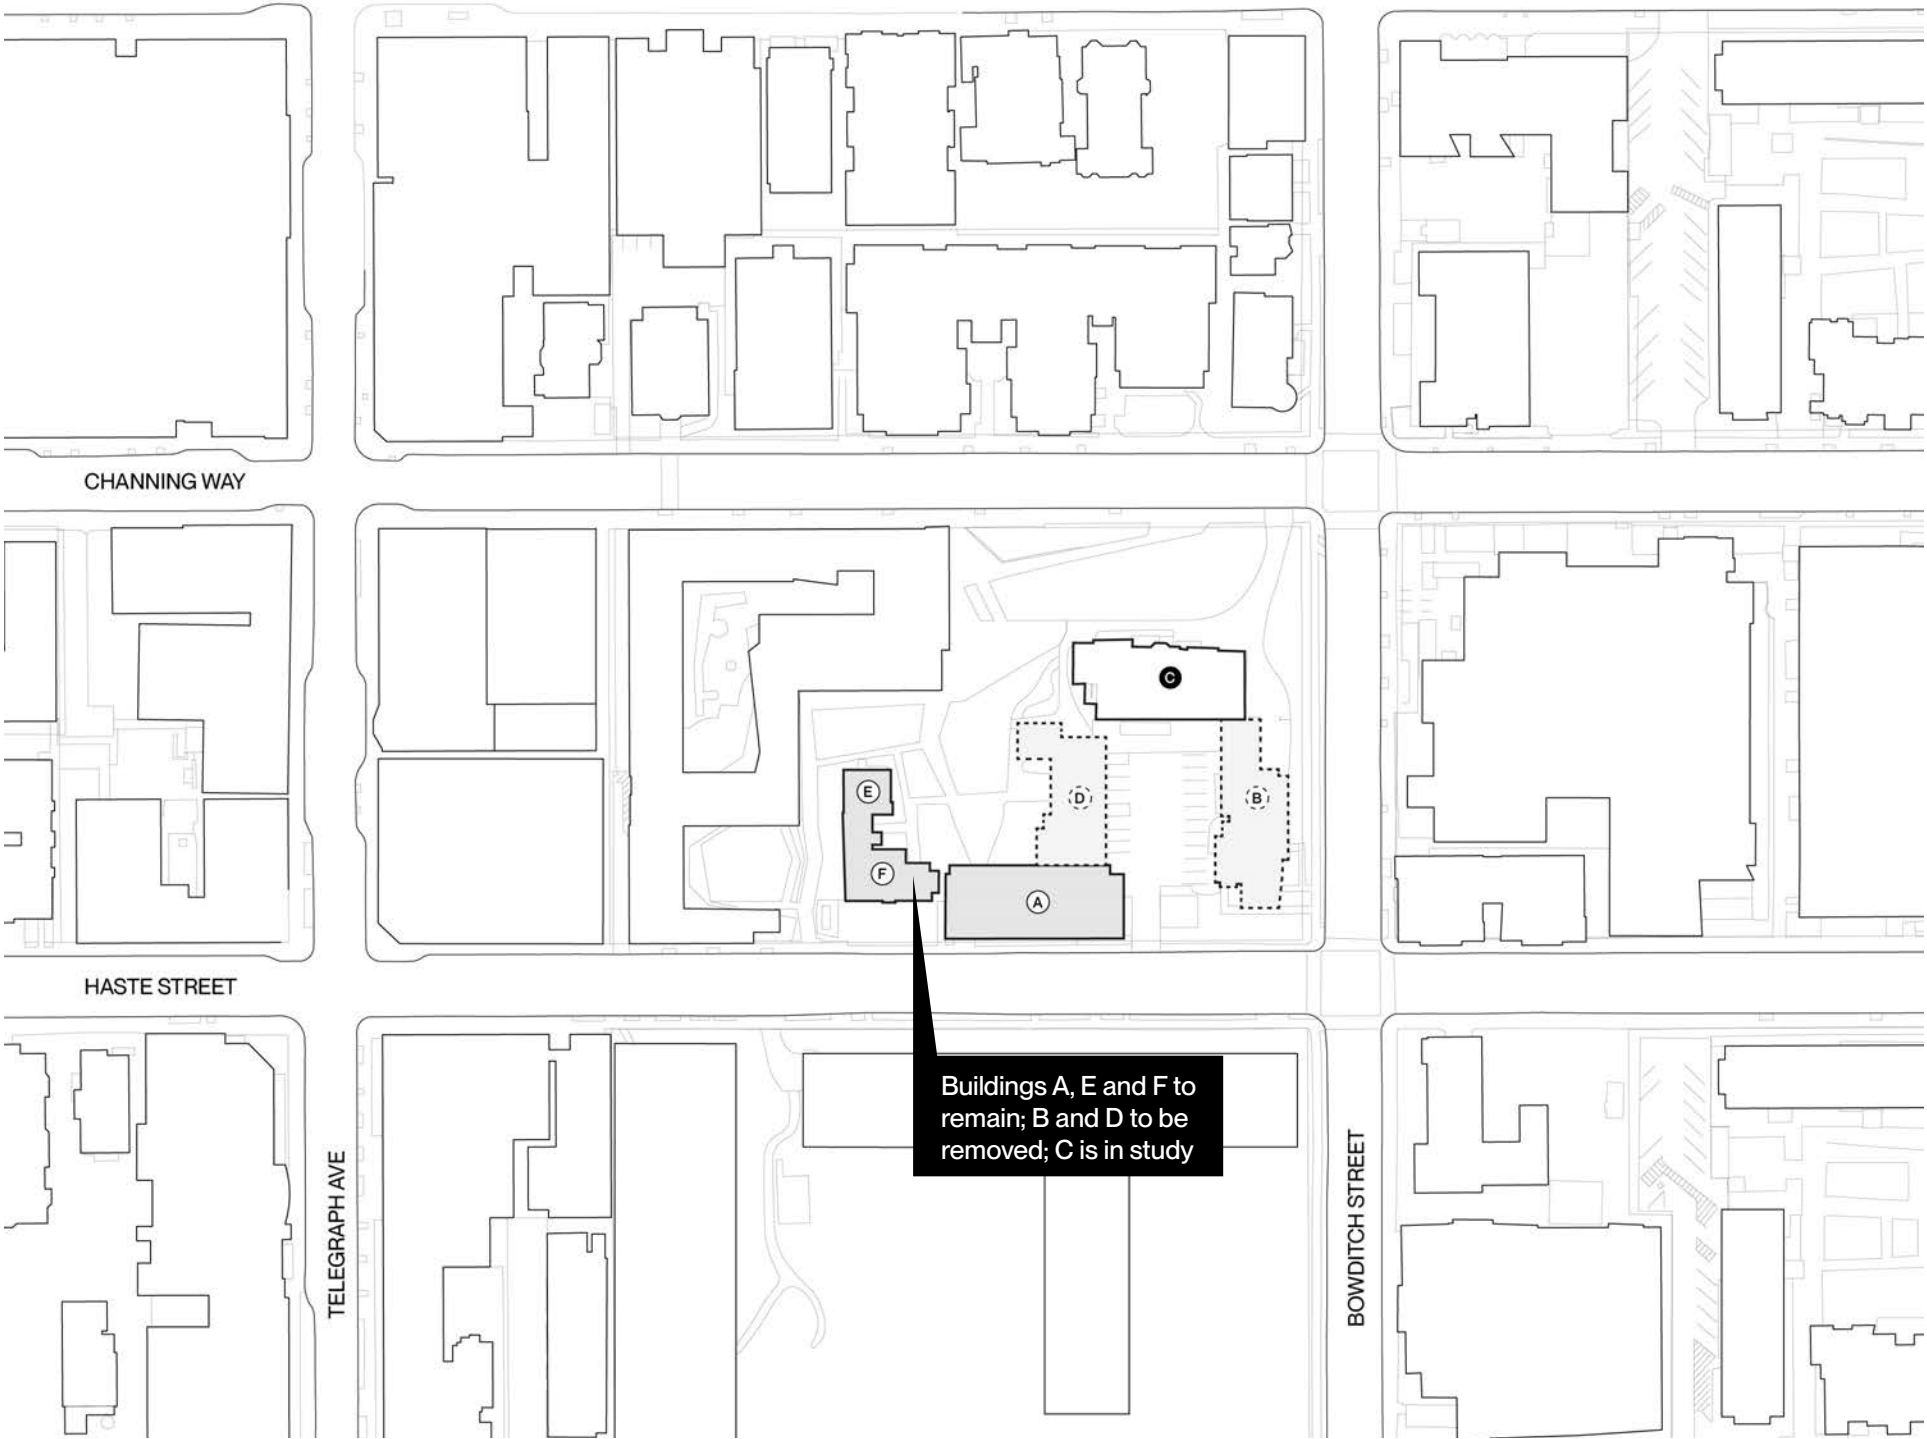 CHANNING WAY
C
E
D
B
F
A
HASTE STREET
Buildings A, E and F to
remain; B and D to be
removed; C is in study
TELEGRAPH AVE
BOWDITCH STREET